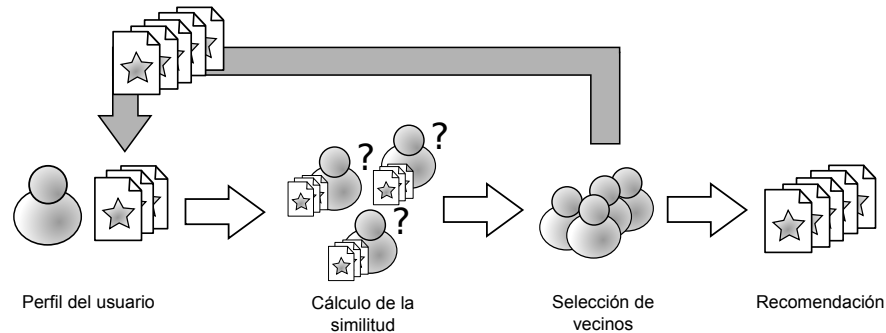 ?
?
?
Perfil del usuario
Cálculo de la
similitud
Selección de
vecinos
Recomendación